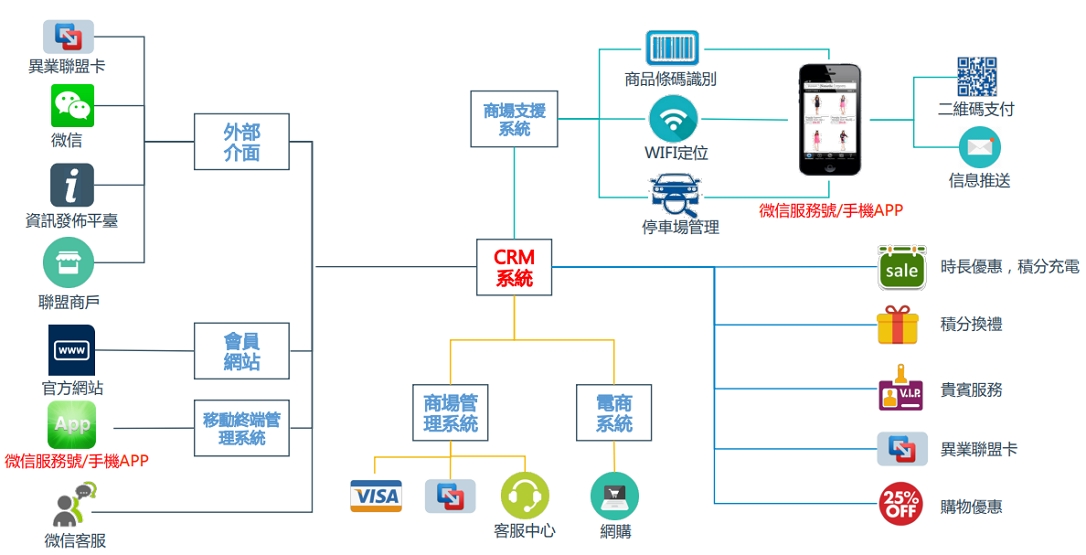 異業聯盟卡
微信
資訊發佈平臺
聯盟商戶
www
官方網站
App
微信服務號/手機APP
微信客服
外部
介面
會員
網站
移動終端管
理系統
商場支援
系統
CRM
系統
商品條碼識別
WIFI定位
停車場管理
微信服務號/手機APP
二維碼支付
信息推送
商場管
理系統
電商
系統
VISA
客服中心
網購
sale
時長優惠，積分充電
積分換禮
V.I.P.
貴賓服務
異業聯盟卡
25%
OFF
購物優惠